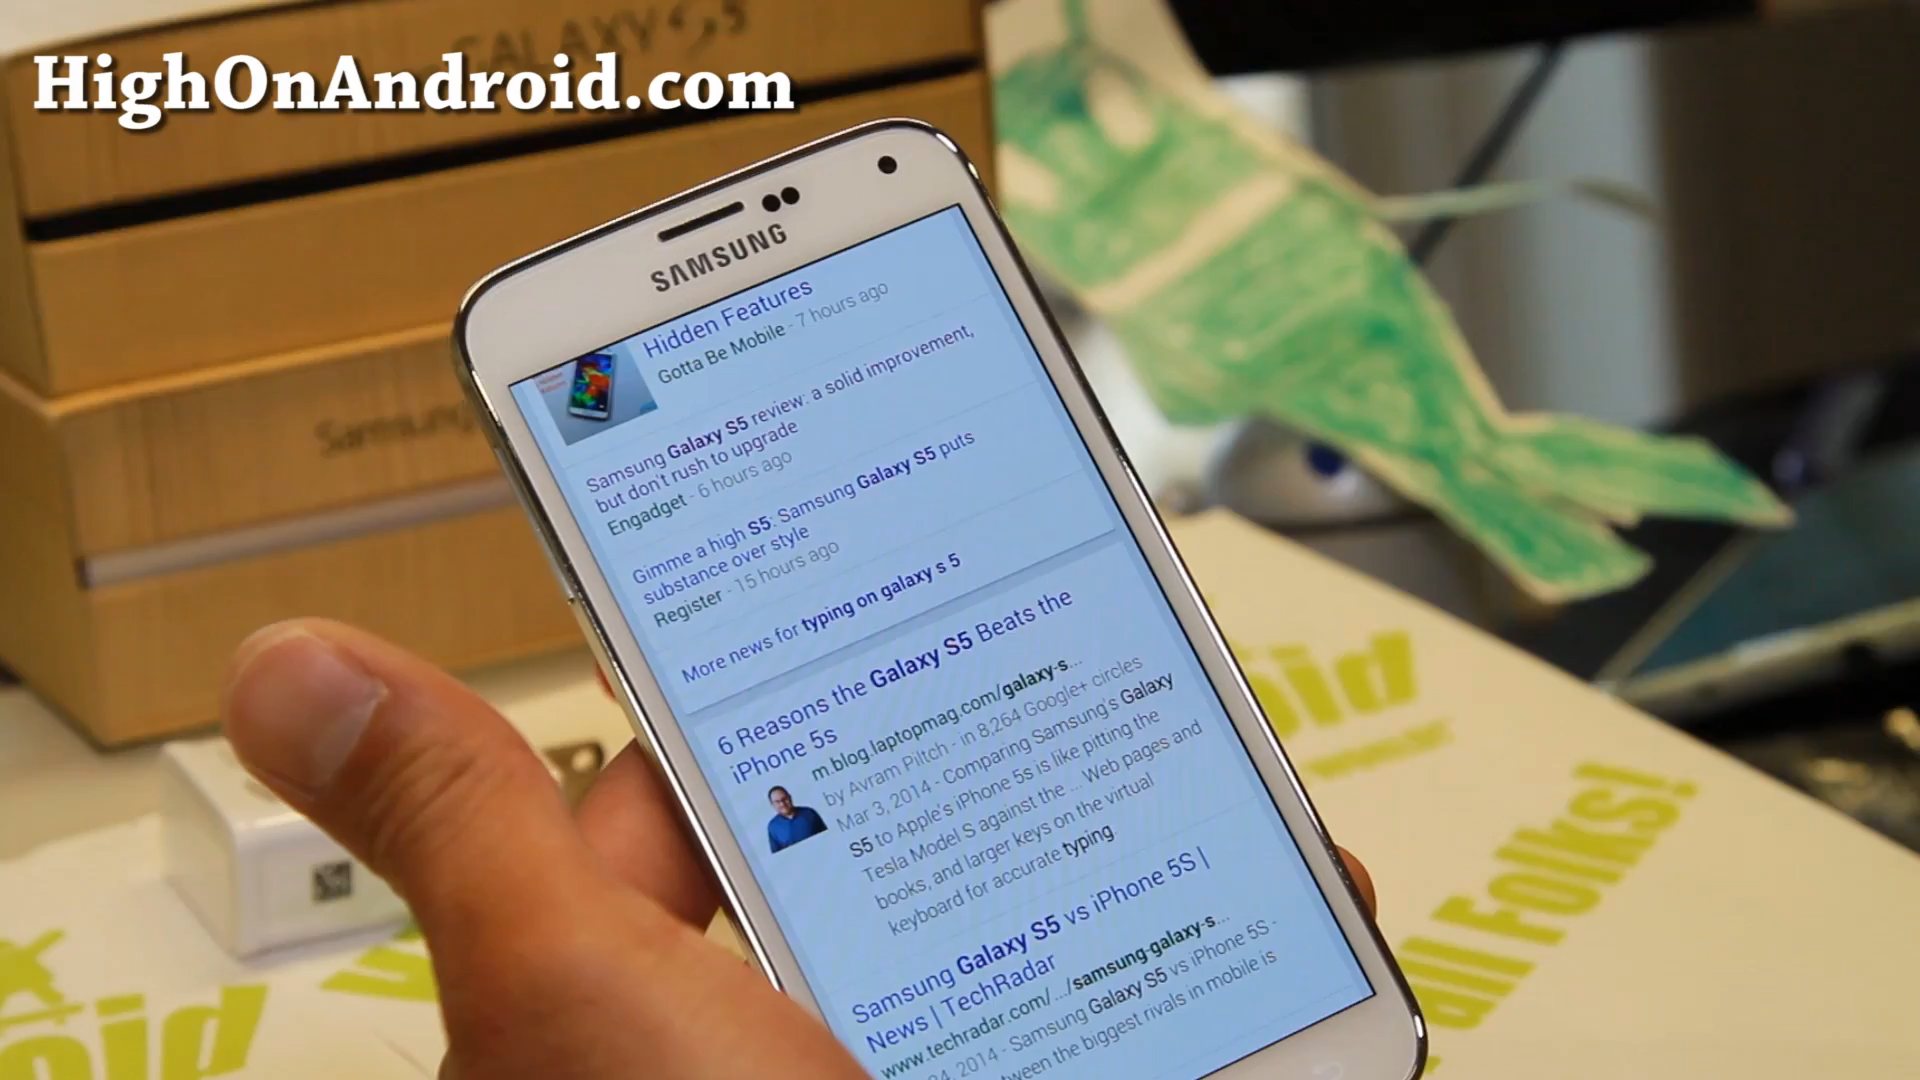 GALAXY S5
HighOnAndroid.com
SAMSUNG
Hidden Features
Gotta Be Mobile - 7 hours ago
Samsung Galaxy S5 review: a solid improvement,
but don't rush to upgrade
Engadget - 6 hours ago
Gimme a high S5: Samsung Galaxy S5 puts
substance over style
Register - 15 hours ago
More news for typing on galaxy s 5
6 Reasons the Galaxy S5 Beats the
iPhone 5s
m.blog.laptopmag.com/galaxy-s...
by Avram Piltch - in 8,264 Google+ circles
Mar 3, 2014 - Comparing Samsung's Galaxy
S5 to Apple's iPhone 5s is like pitting the
Tesla Model S against the ... Web pages and
books, and larger keys on the virtual
keyboard for accurate typing
Samsung Galaxy S5 vs iPhone 5S |
News | TechRadar
www.techradar.com/.../samsung-galaxy-s...
24, 2014 - Samsung Galaxy S5 vs iPhone 5S -
the biggest rivals in mobile is
Samsung
all Folks!